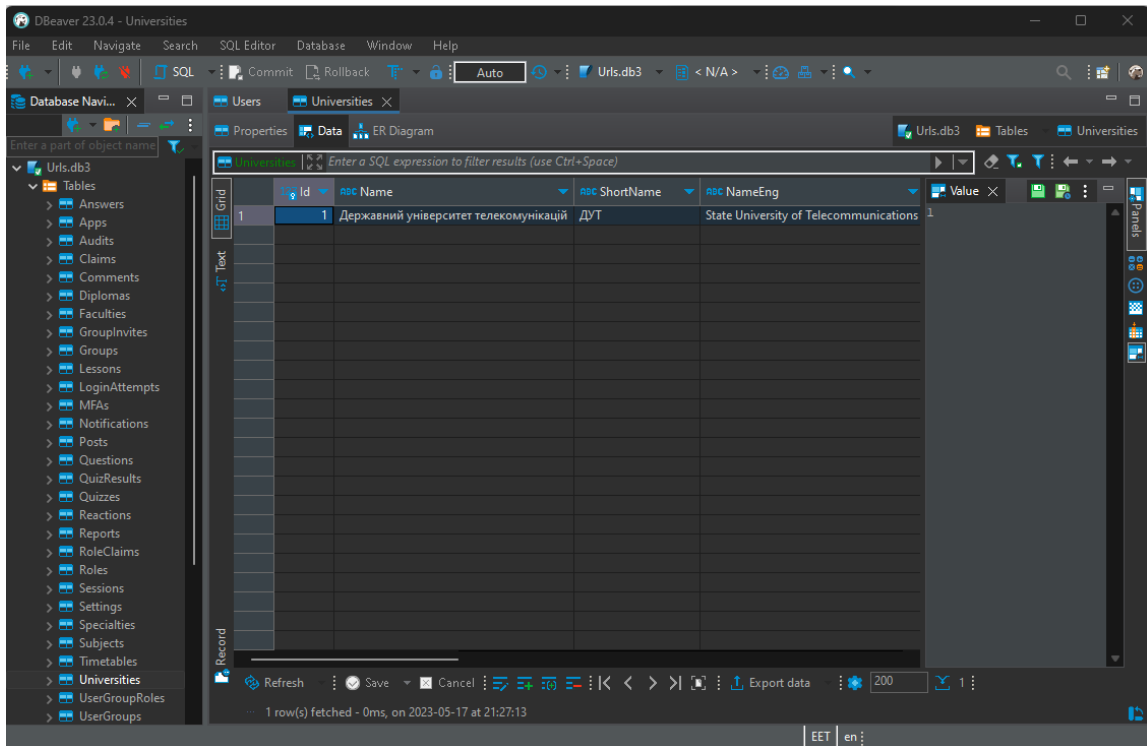 DBeaver 23.0.4 - Universities
File Edit Navigate Search SQL Editor Database Window Help
SQL Commit Rollback Auto Urls.db3 < N/A >
Database Navi... Users Universities
Properties Data ER Diagram Urls.db3 Tables Universities
Enter a part of object name
Universities Enter a SQL expression to filter results (use Ctrl+Space)
Grid
Text
Record
Id ABC Name ABC ShortName ABC NameEng
1 1 Державний університет телекомунікацій ДУТ State University of Telecommunications
Value
1
Panels
Urls.db3
Tables
Answers
Apps
Audits
Claims
Comments
Diplomas
Faculties
GroupInvites
Groups
Lessons
LoginAttempts
MFAs
Notifications
Posts
Questions
QuizResults
Quizzes
Reactions
Reports
RoleClaims
Roles
Sessions
Settings
Specialties
Subjects
Timetables
Universities
UserGroupRoles
UserGroups
Refresh Save Cancel Export data 200 1
1 row(s) fetched - 0ms, on 2023-05-17 at 21:27:13
EET en